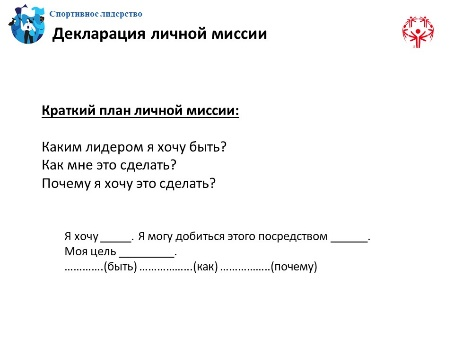 Спортивное лидерство
Декларация личной миссии
Краткий план личной миссии:
Каким лидером я хочу быть?
Как мне это сделать?
Почему я хочу это сделать?
Я хочу _____. Я могу добиться этого посредством ______.
Моя цель _________.
………….(быть) ……………..(как) ……………..(почему)